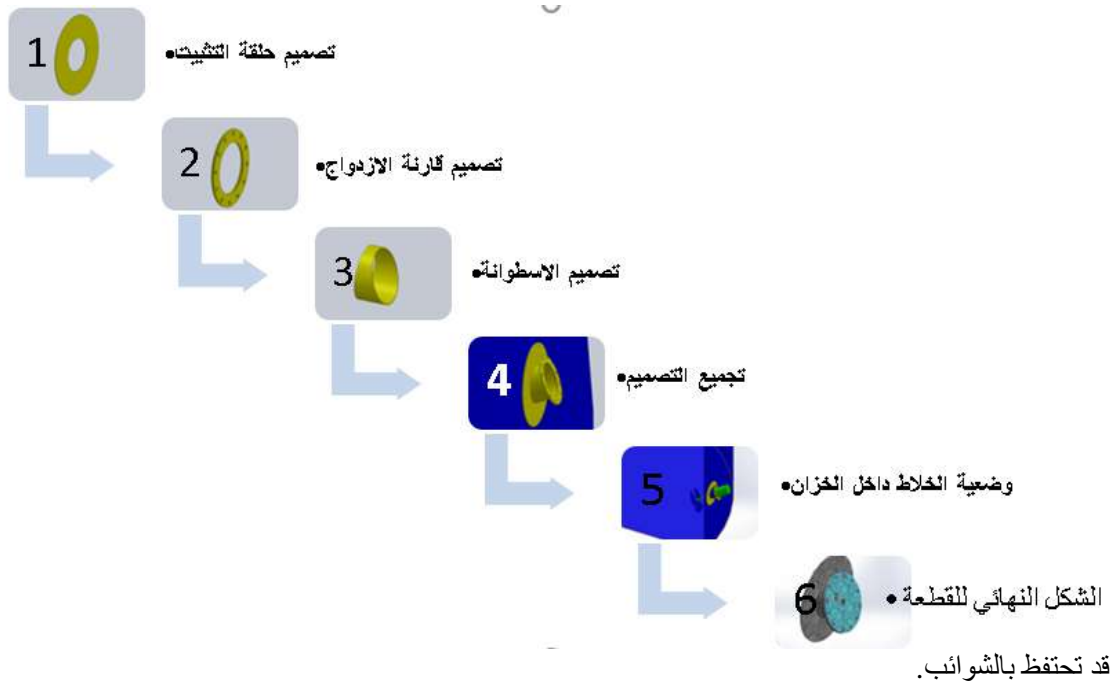 1 تصميم حلقة التثبيت•
2 تصميم قارنة الازدواج•
3 تصميم الاسطوانة•
4 تجميع التصميم•
5 وضعية الخلاط داخل الخزان•
6 الشكل النهائي للقطعة •
قد تحتفظ بالشوائب.